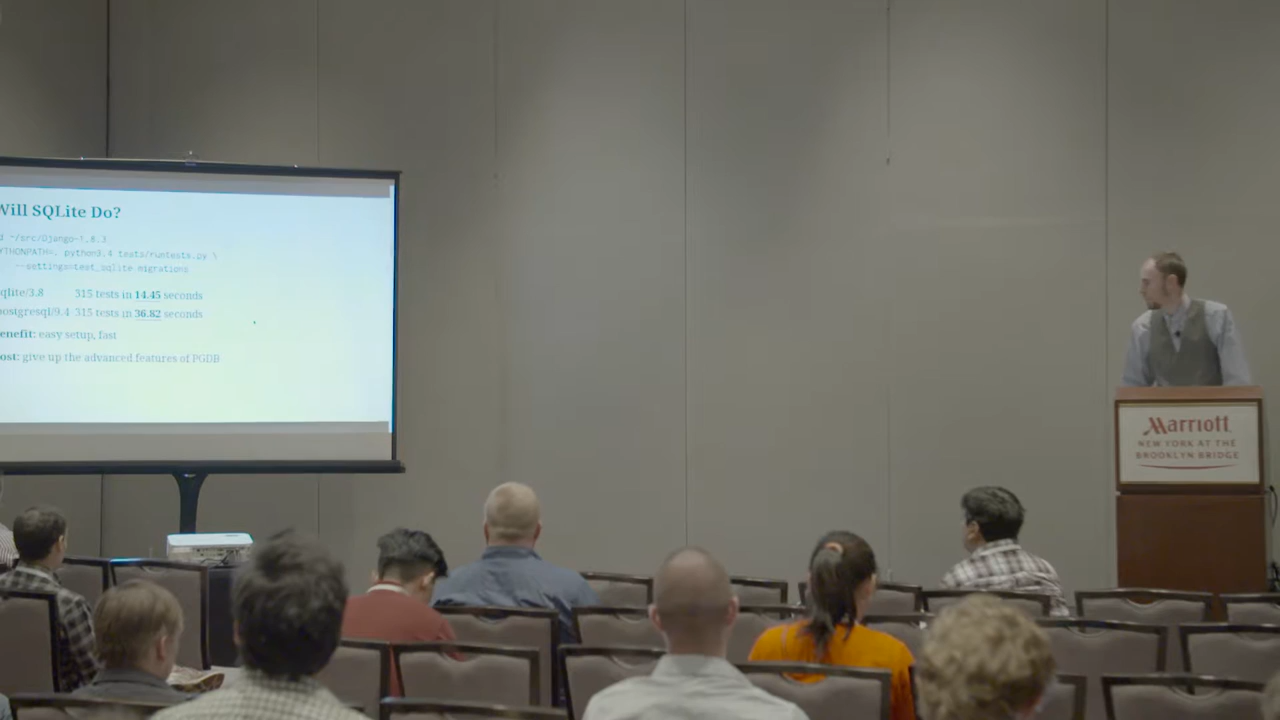 Will SQLite Do?
d ~/src/Django-1.8.3
YTHONPATH=. python3.4 tests/runtests.py \
--settings=test_sqlite migrations
qlite/3.8 315 tests in 14.45 seconds
ostgresql/9.4 315 tests in 36.82 seconds
enefit: easy setup, fast
ost: give up the advanced features of PGDB
Marriott
NEW YORK AT THE
BROOKLYN BRIDGE